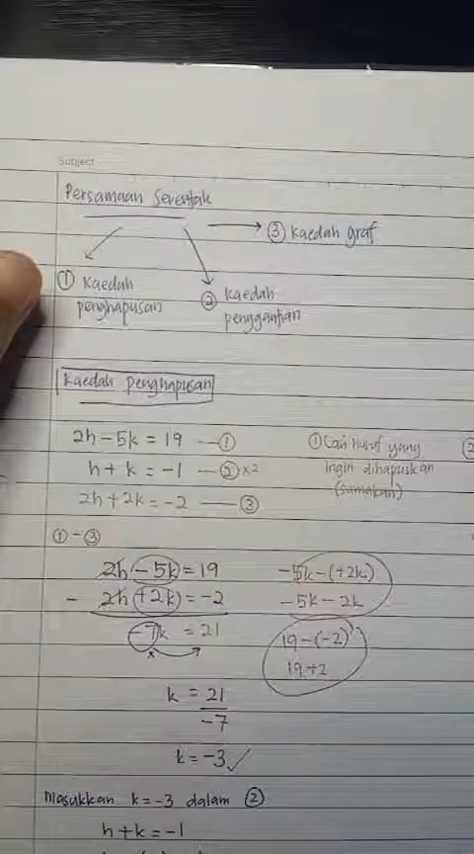 Subject
Persamaan Serentak
③ Kaedah graf
① Kaedah
penghapusan
② Kaedah
penggantian
Kaedah Penghapusan
2h - 5k = 19 — ①
h + k = -1 — ② ×2
2h + 2k = -2 — ③
① Cari huruf yang
ingin dihapuskan
(samakan)
① - ③
2h - 5k = 19
- 2h + 2k = -2
-7k = 21
-5k - (+2k)
-5k - 2k
19 - (-2)
19 + 2
k = 21
-7
k = -3 ✓
Masukkan k = -3 dalam ②
h + k = -1